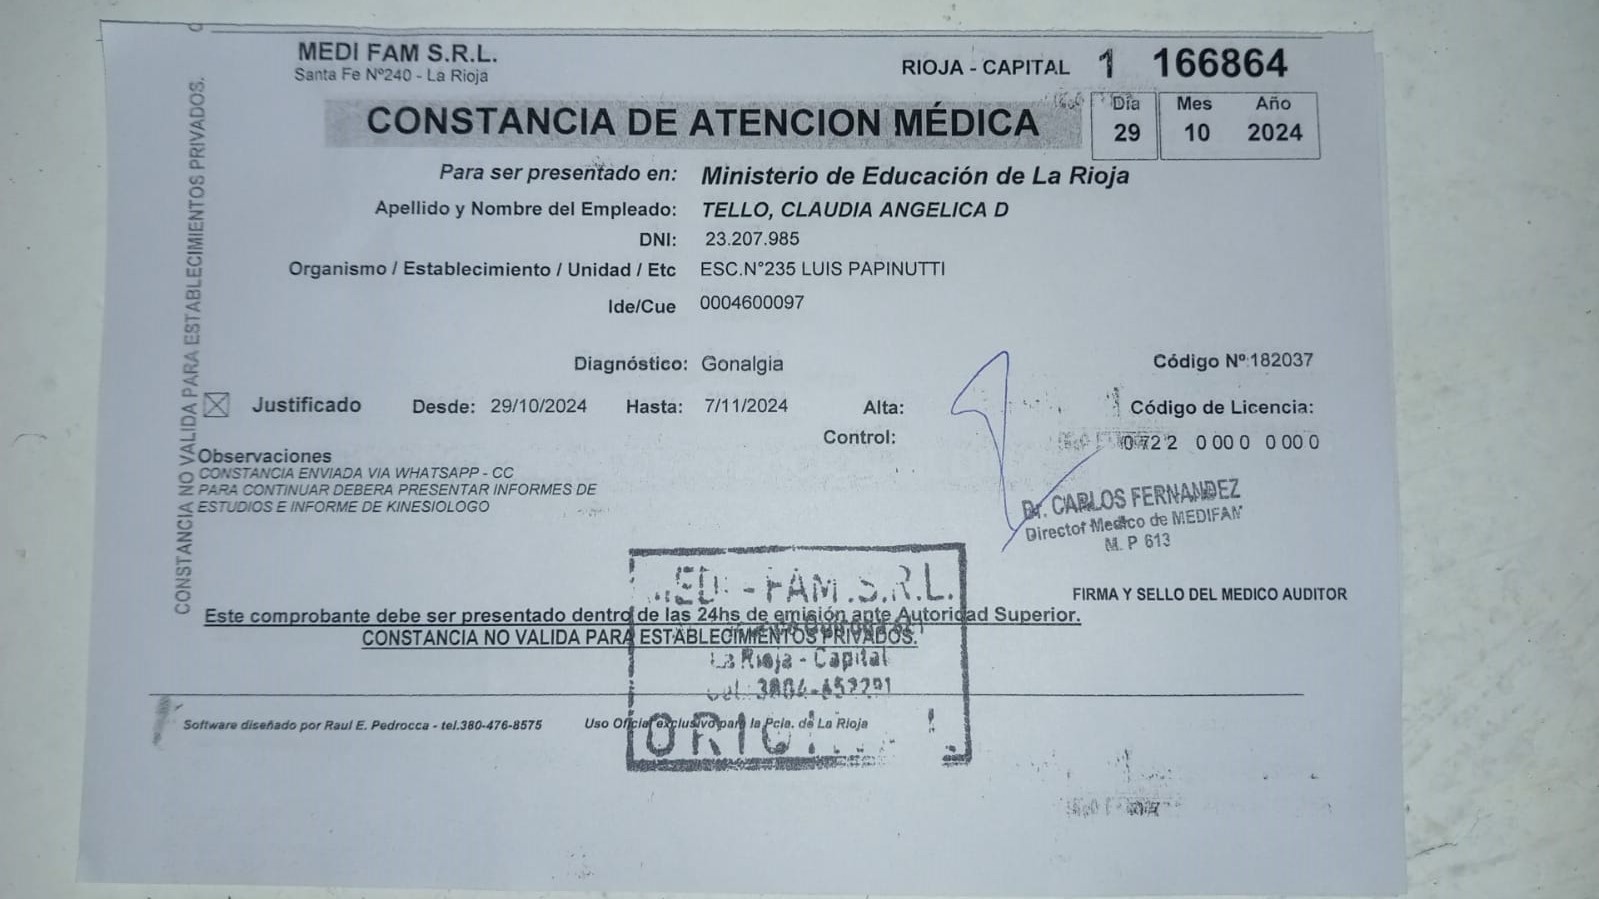 MEDI FAM S.R.L.
Santa Fe Nº240 - La Rioja
RIOJA - CAPITAL 1 166864
CONSTANCIA DE ATENCION MÉDICA
Día Mes Año
29 10 2024
Para ser presentado en: Ministerio de Educación de La Rioja
Apellido y Nombre del Empleado: TELLO, CLAUDIA ANGELICA D
DNI: 23.207.985
Organismo / Establecimiento / Unidad / Etc ESC.N°235 LUIS PAPINUTTI
Ide/Cue 0004600097
Diagnóstico: Gonalgia
Código Nº:182037
Justificado Desde: 29/10/2024 Hasta: 7/11/2024 Alta:
Código de Licencia:
Control:
0722 0000 0000
Observaciones
CONSTANCIA ENVIADA VIA WHATSAPP - CC
PARA CONTINUAR DEBERA PRESENTAR INFORMES DE
ESTUDIOS E INFORME DE KINESIOLOGO
Dr. CARLOS FERNANDEZ
Director Medico de MEDIFAM
M. P 613
FIRMA Y SELLO DEL MEDICO AUDITOR
Este comprobante debe ser presentado dentro de las 24hs de emisión ante Autoridad Superior.
CONSTANCIA NO VALIDA PARA ESTABLECIMIENTOS PRIVADOS.
FAM.S.R.L.
La Rioja - Capital
Software diseñado por Raul E. Pedrocca - tel.380-476-8575
Uso Oficial exclusivo para la Pcia. de La Rioja
CONSTANCIA NO VALIDA PARA ESTABLECIMIENTOS PRIVADOS.